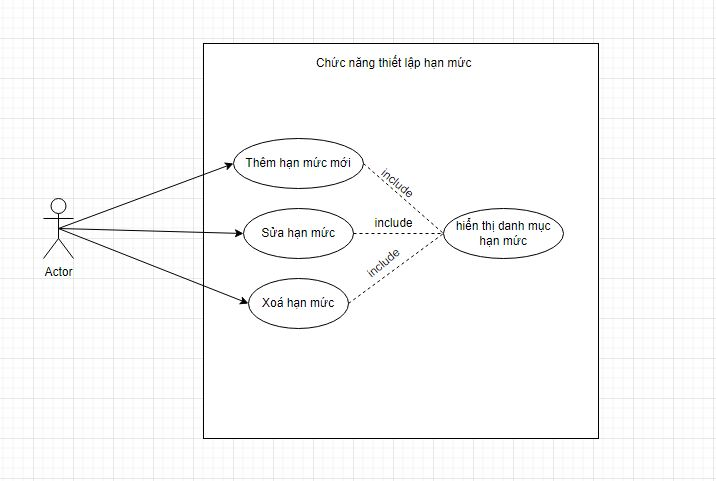 Chức năng thiết lập hạn mức
Thêm hạn mức mới
include
Sửa hạn mức
include
hiển thị danh mục
hạn mức
include
Xoá hạn mức
Actor